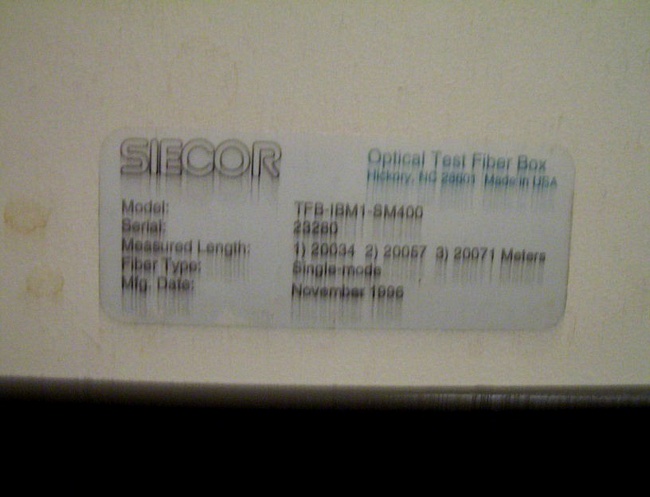 SIECOR
Optical Test Fiber Box
Hickory, NC 28601 Made in USA
Model: TFB-IBM1-SM400
Serial: 23280
Measured Length: 1) 20034 2) 20057 3) 20071 Meters
Fiber Type: Single-mode
Mfg. Date: November 1996